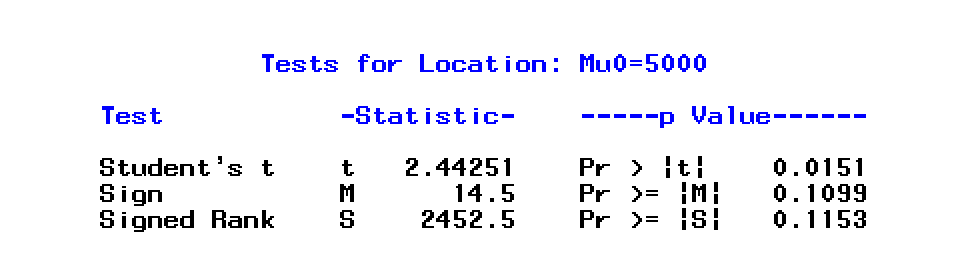 Tests for Location: Mu0=5000
Test -Statistic- -----p Value------
Student's t t 2.44251 Pr > |t| 0.0151
Sign M 14.5 Pr >= |M| 0.1099
Signed Rank S 2452.5 Pr >= |S| 0.1153